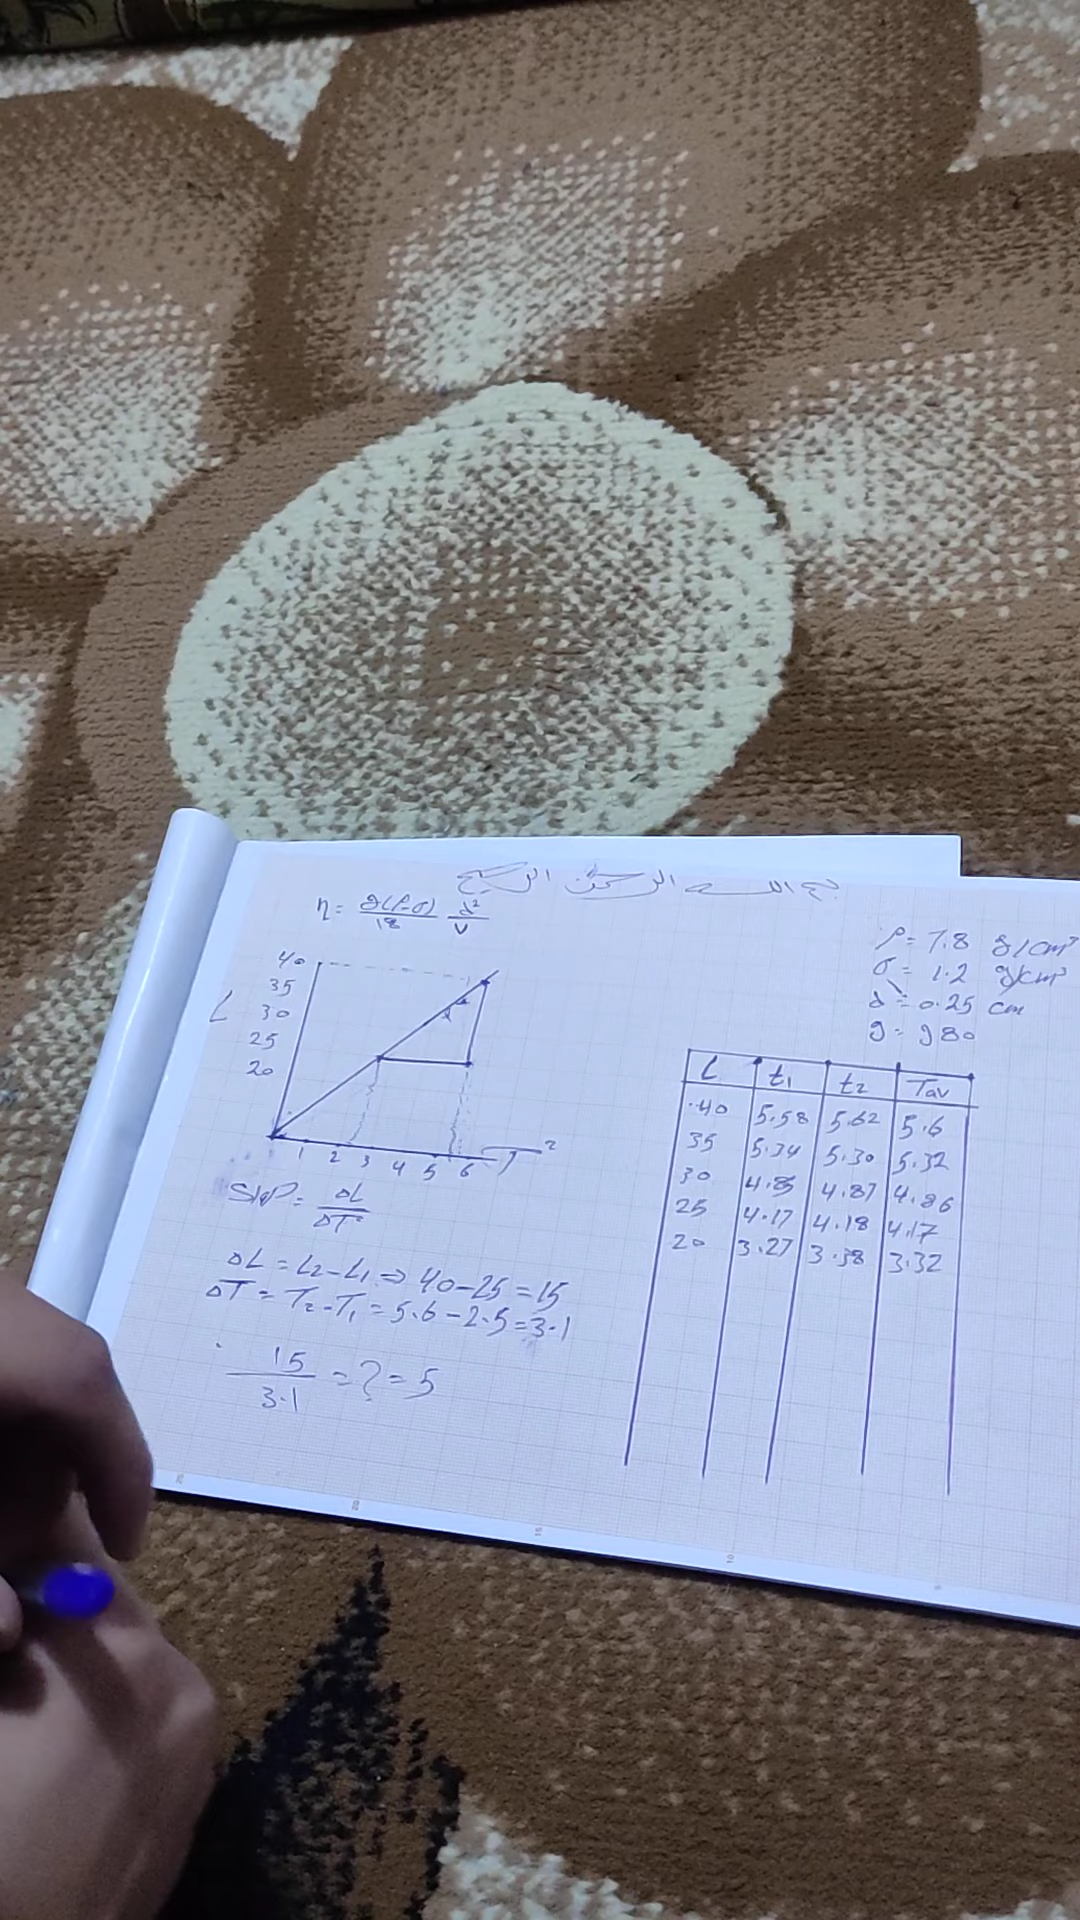 بسم الله الرحمن الرحيم
η = g(ρ-σ)/18 d²/v
ρ = 7.8 g/cm³
σ = 1.2 g/cm³
d = 0.25 cm
g = 980
40
35
L 30
25
20
1 2 3 4 5 6 T
Slop = ΔL/ΔT
ΔL = L₂-L₁ ⇒ 40-25 = 15
ΔT = T₂-T₁ = 5.6-2.5 = 3.1
15/3.1 = ? = 5
L t₁ t₂ Tav
40 5.58 5.62 5.6
35 5.34 5.30 5.32
30 4.85 4.87 4.86
25 4.17 4.18 4.17
20 3.27 3.38 3.32